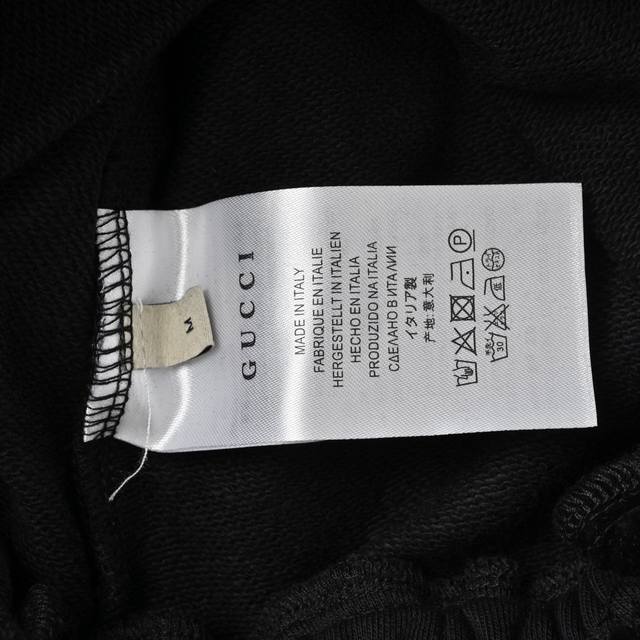 M
GUCCI
MADE IN ITALY
FABRIQUE EN ITALIE
HERGESTELLT IN ITALIEN
HECHO EN ITALIA
PRODUZIDO NA ITALIA
СДЕЛАНО В ИТАЛИИ
イタリア製
产地:意大利
P
30